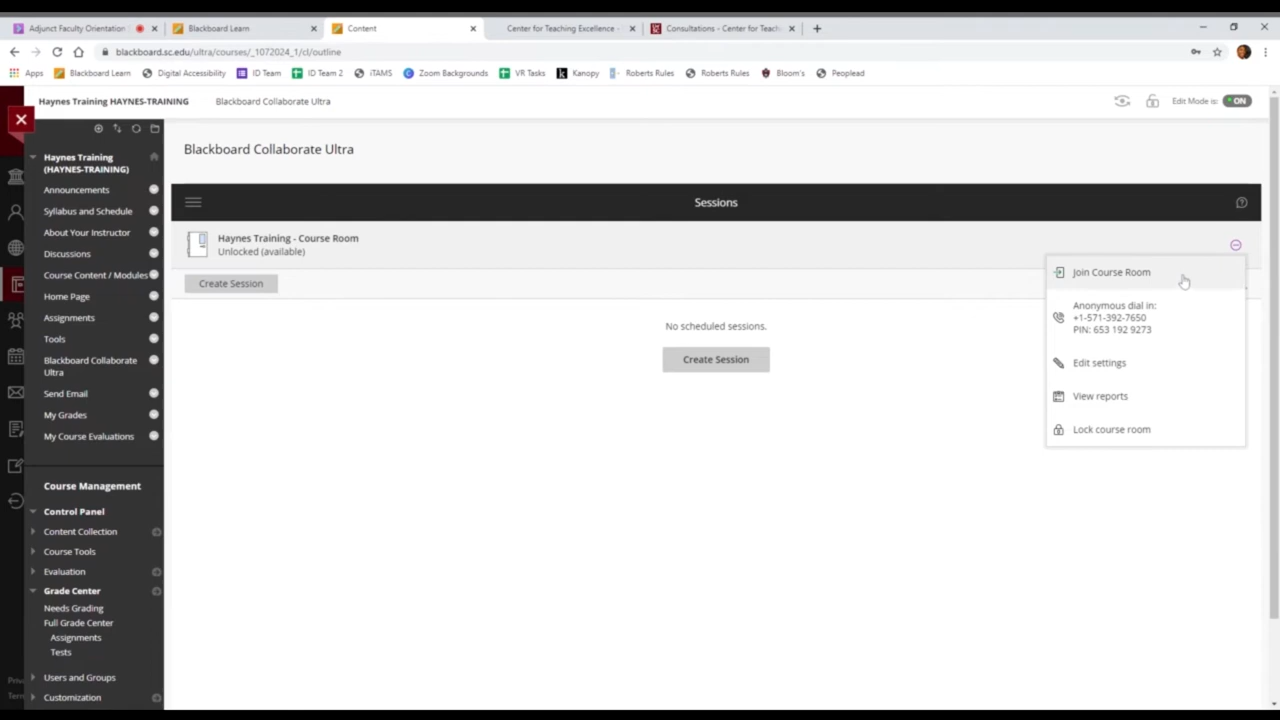 Adjunct Faculty Orientation
Blackboard Learn
Content
Center for Teaching Excellence -
Consultations - Center for Teach
blackboard.sc.edu/ultra/courses/_1072024_1/cl/outline
Apps
Blackboard Learn
Digital Accessibility
ID Team
ID Team 2
iTAMS
Zoom Backgrounds
VR Tasks
Kanopy
Roberts Rules
Roberts Rules
Bloom's
Peoplead
Haynes Training HAYNES-TRAINING
Blackboard Collaborate Ultra
Edit Mode is:
ON
Haynes Training
(HAYNES-TRAINING)
Announcements
Syllabus and Schedule
About Your Instructor
Discussions
Course Content / Modules
Home Page
Assignments
Tools
Blackboard Collaborate
Ultra
Send Email
My Grades
My Course Evaluations
Course Management
Control Panel
Content Collection
Course Tools
Evaluation
Grade Center
Needs Grading
Full Grade Center
Assignments
Tests
Users and Groups
Customization
Blackboard Collaborate Ultra
Sessions
Haynes Training - Course Room
Unlocked (available)
Create Session
No scheduled sessions.
Create Session
Join Course Room
Anonymous dial in:
+1-571-392-7650
PIN: 653 192 9273
Edit settings
View reports
Lock course room